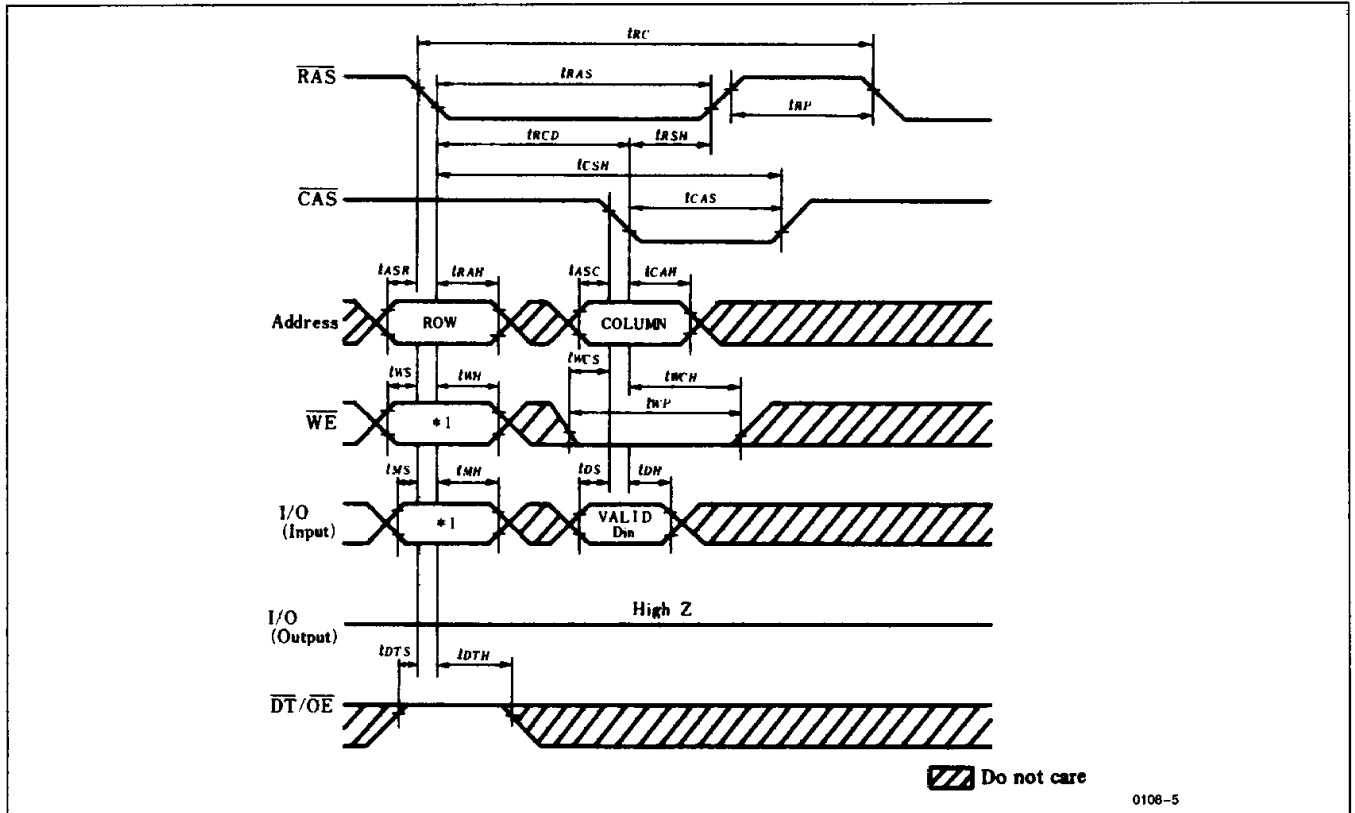 tRC
RAS
tRAS
tRP
tRCD
tRSH
tCSH
CAS
tCAS
tASR
tRAH
tASC
tCAH
Address
ROW
COLUMN
tWS
tWH
tWCS
tWCH
tWP
WE
*1
tMS
tMH
tDS
tDH
I/O
(Input)
*1
VALID
Din
I/O
(Output)
High Z
tDTS
tDTH
DT/OE
Do not care
0106-5